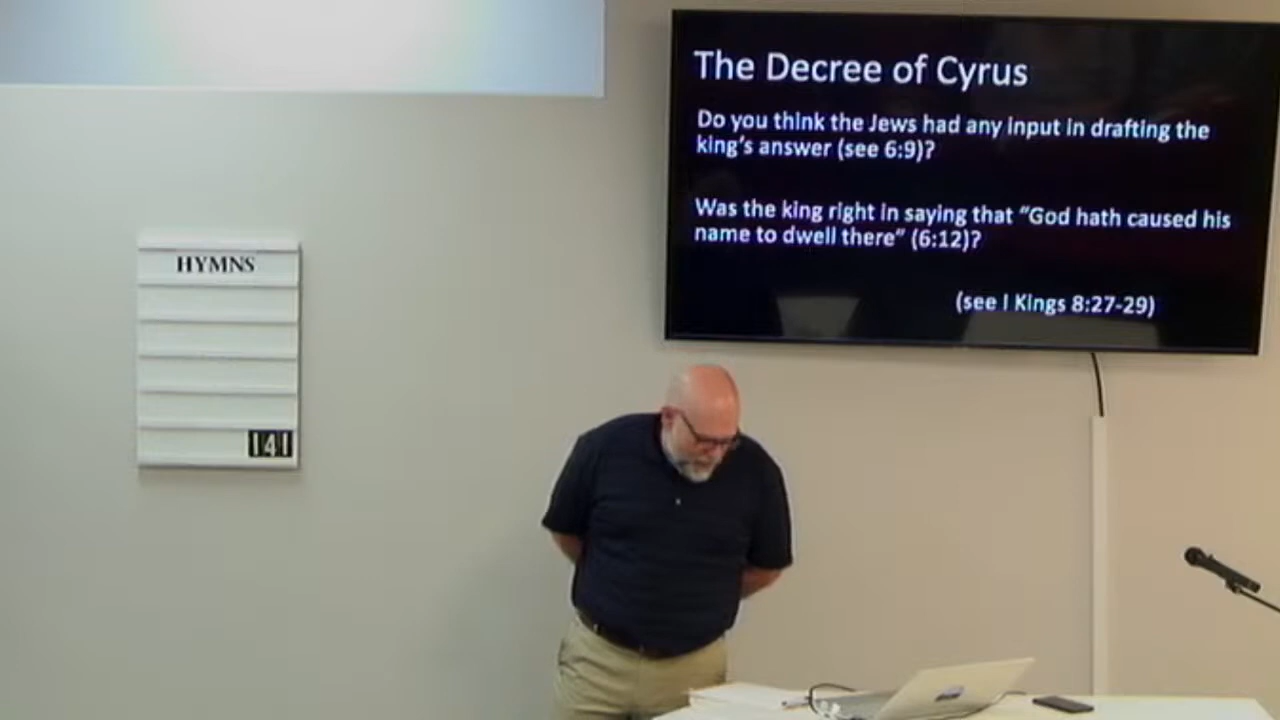 The Decree of Cyrus
Do you think the Jews had any input in drafting the
king's answer (see 6:9)?
Was the king right in saying that "God hath caused his
name to dwell there" (6:12)?
(see I Kings 8:27-29)
HYMNS
141